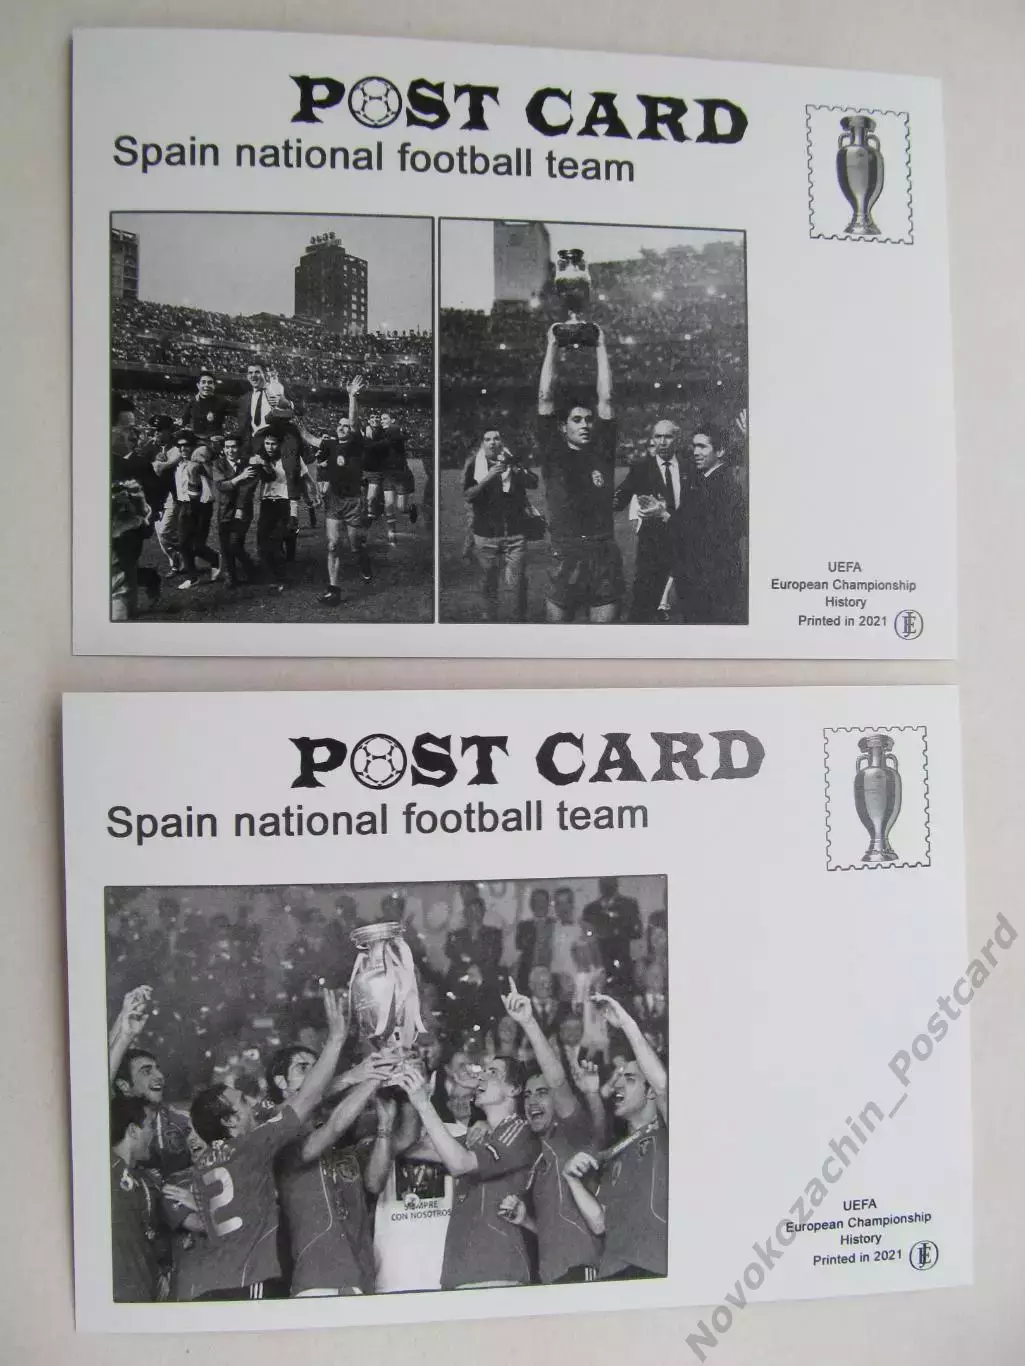 POST CARD
Spain national football team
UEFA
European Championship
History
Printed in 2021
POST CARD
Spain national football team
2
SIEMPRE
CON NOSOTROS
UEFA
European Championship
History
Printed in 2021
Novokozachin_Postcard